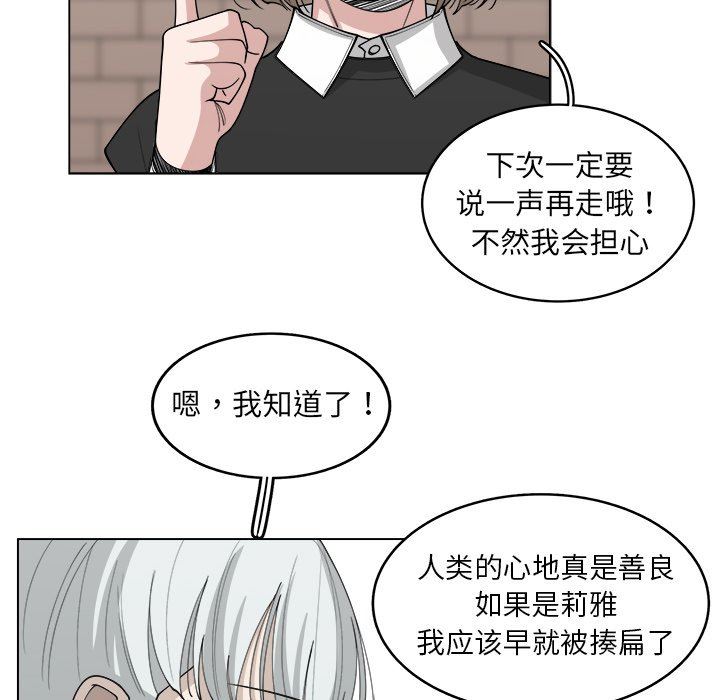 下次一定要
说一声再走哦！
不然我会担心
嗯，我知道了！
人类的心地真是善良
如果是莉雅
我应该早就被揍扁了